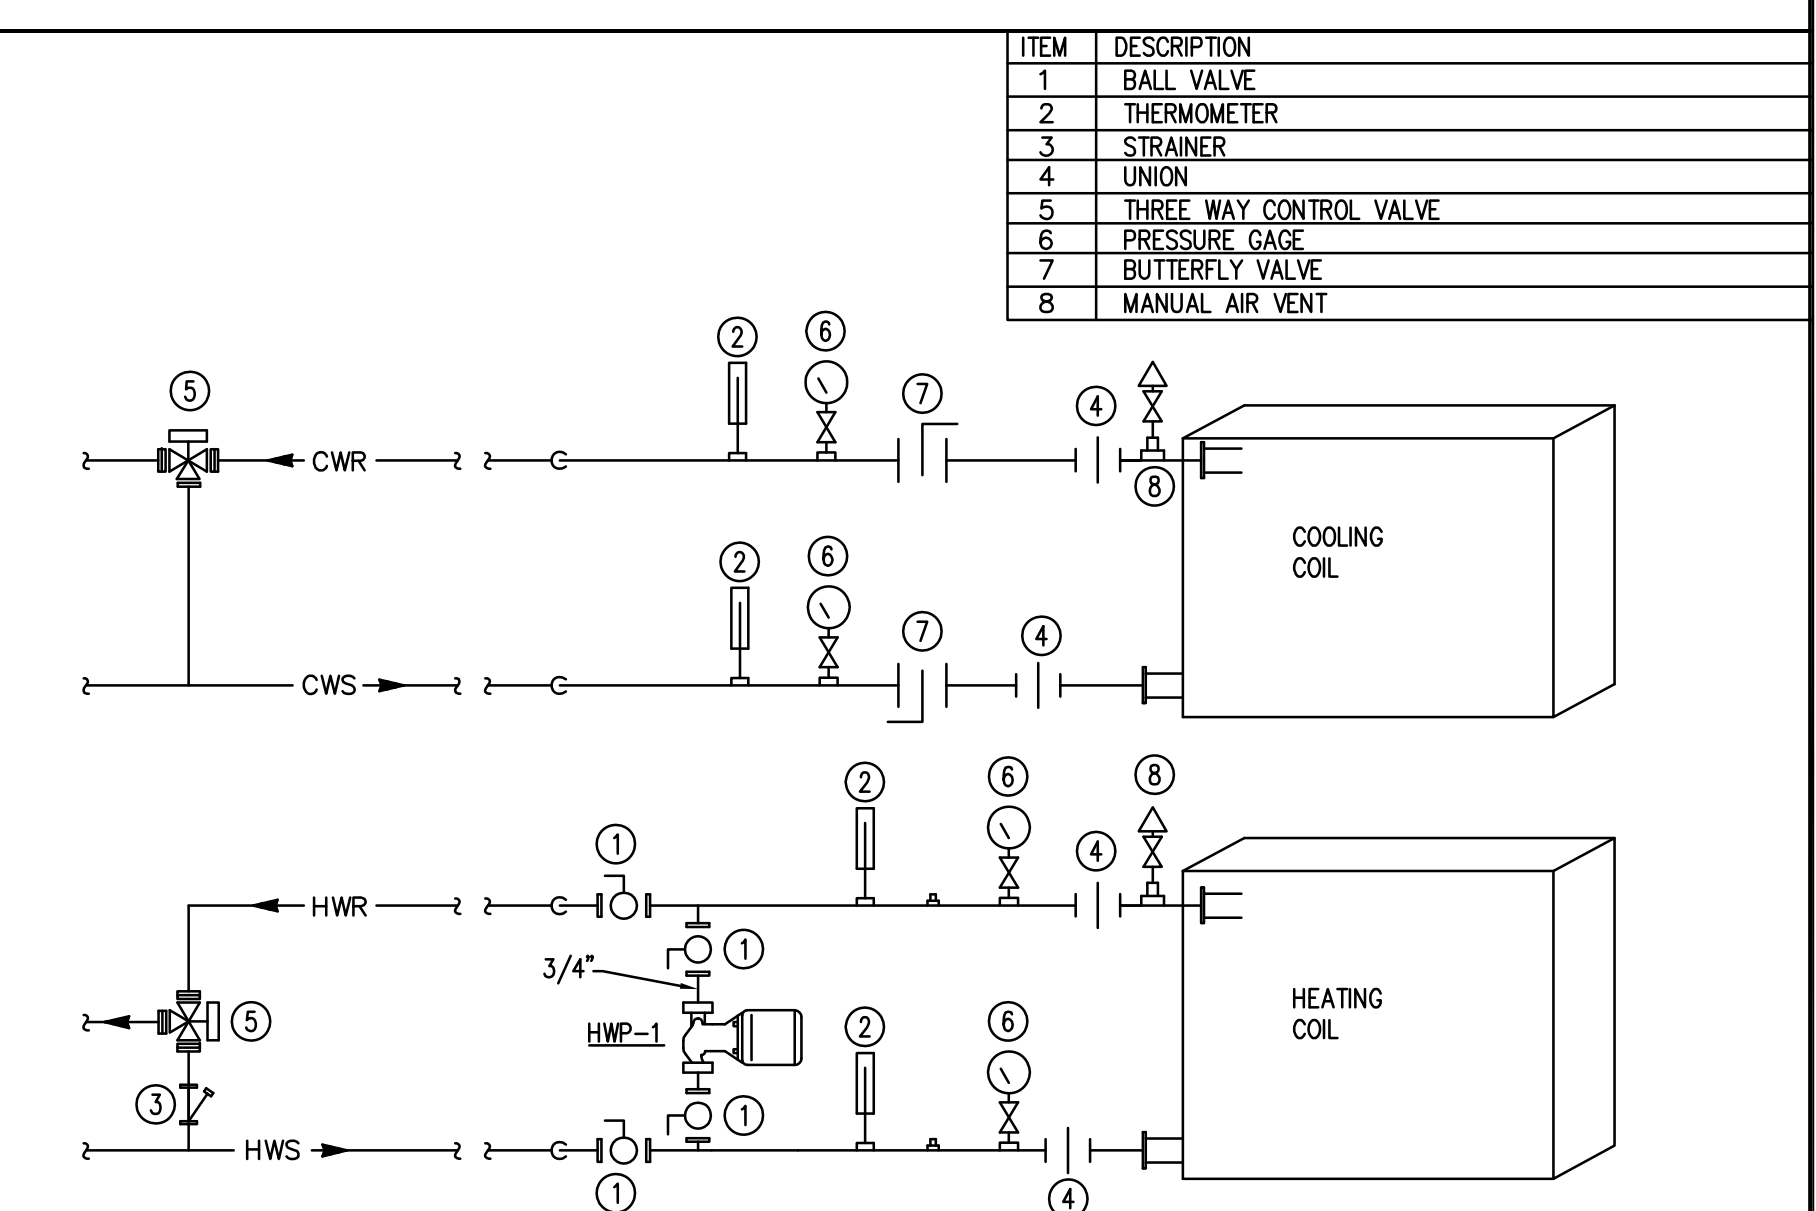 ITEM DESCRIPTION
1 BALL VALVE
2 THERMOMETER
3 STRAINER
4 UNION
5 THREE WAY CONTROL VALVE
6 PRESSURE GAGE
7 BUTTERFLY VALVE
8 MANUAL AIR VENT
2 6
5 7 4
CWR
8
COOLING
COIL
2 6
7 4
CWS
2 6 8
1 4
HWR
1
3/4"
HEATING
COIL
5 HWP-1 2 6
3 1
HWS
1 4